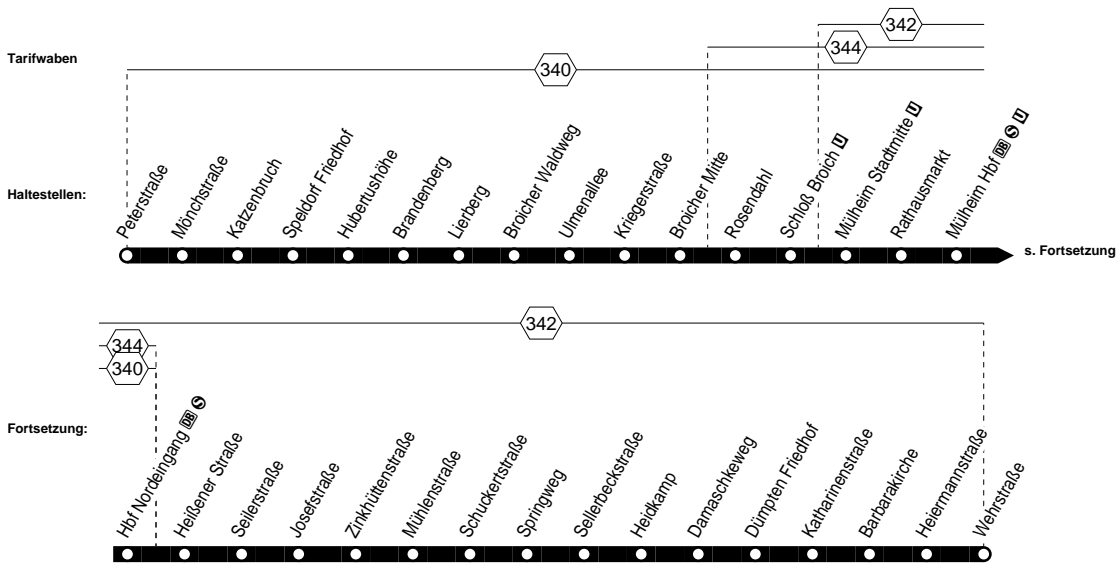 342
344
Tarifwaben
340
Haltestellen:
Peterstraße
Mönchstraße
Katzenbruch
Speldorf Friedhof
Hubertushöhe
Brandenberg
Lierberg
Broicher Waldweg
Ulmenallee
Kriegerstraße
Broicher Mitte
Rosendahl
Schloß Broich U
Mülheim Stadtmitte U
Rathausmarkt
Mülheim Hbf DB S U
s. Fortsetzung
342
344
340
Fortsetzung:
Hbf Nordeingang DB S
Heißener Straße
Seilerstraße
Josefstraße
Zinkhüttenstraße
Mühlenstraße
Schuckertstraße
Springweg
Sellerbeckstraße
Heidkamp
Damaschkeweg
Dümpten Friedhof
Katharinenstraße
Barbarakirche
Heiermannstraße
Wehrstraße